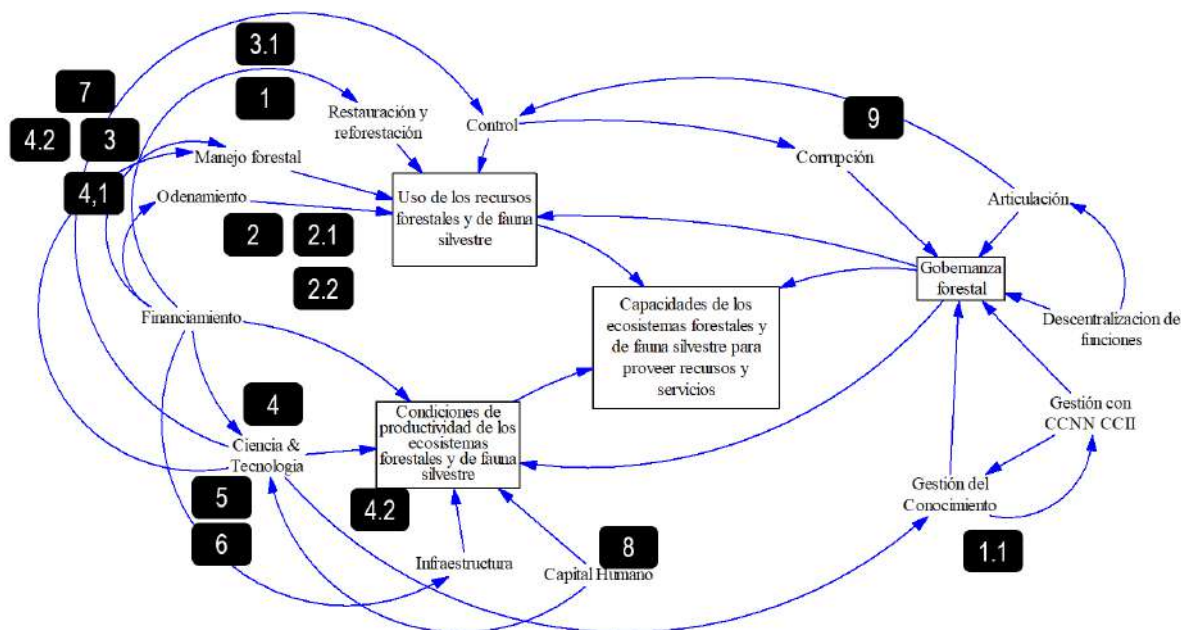 3.1
7
1
Restauración y
reforestación
Control
9
4.2
3
Manejo forestal
Corrupción
4,1
Odenamiento
Uso de los recursos
forestales y de fauna
silvestre
Articulación
2
2.1
2.2
Gobernanza
forestal
Capacidades de los
ecosistemas forestales y
de fauna silvestre para
proveer recursos y
servicios
Financiamiento
Descentralizacion de
funciones
4
Condiciones de
productividad de los
ecosistemas
forestales y de fauna
silvestre
Gestión con
CCNN CCII
Ciencia &
Tecnologia
5
4.2
Gestión del
Conocimiento
6
Infraestructura
8
Capital Humano
1.1